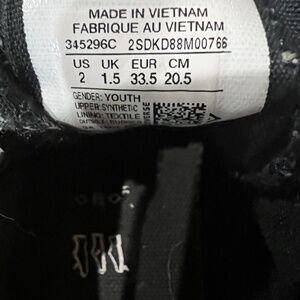 MADE IN VIETNAM
FABRIQUE AU VIETNAM
345296C 2SDKD88M00766
US UK EUR CM
2 1.5 33.5 20.5
GENDER: YOUTH
UPPER: SYNTHETIC
LINING: TEXTILE